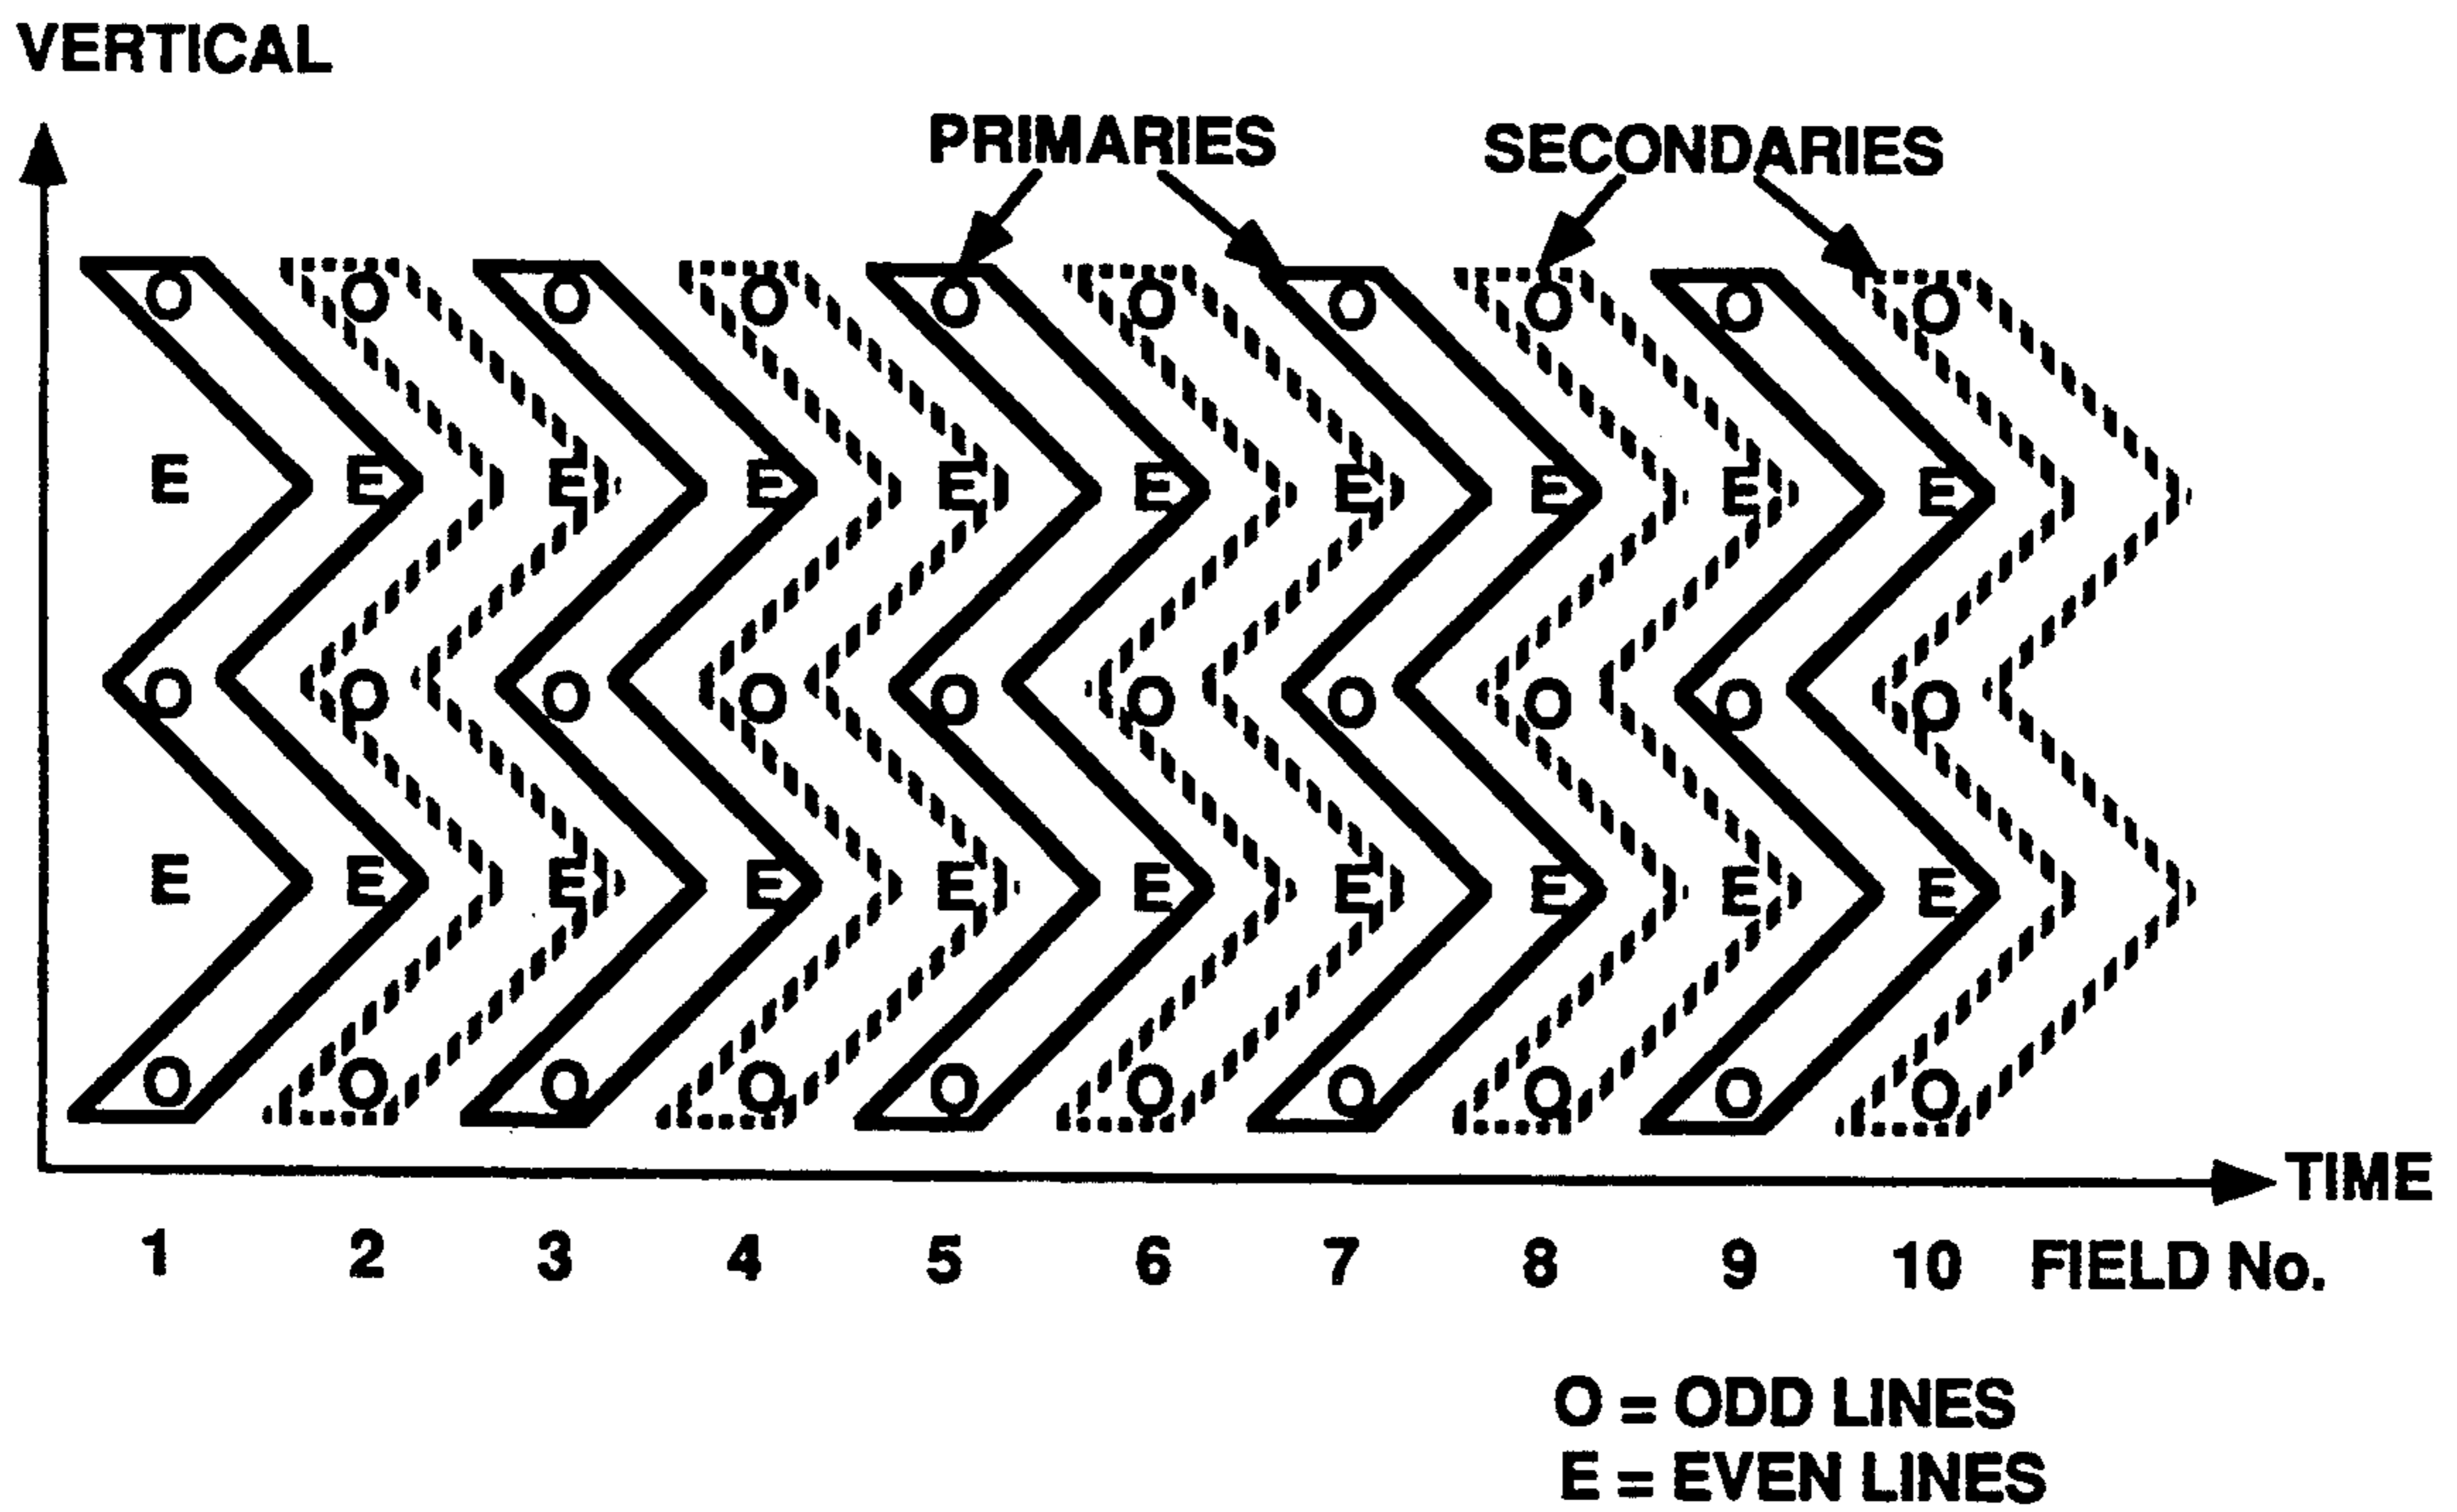 VERTICAL
PRIMARIES SECONDARIES
O O O O O O O O O O
E E E E E E E E E E
O O O O O O O O O O
E E E E E E E E E E
O O O O O O O O O O
TIME
1 2 3 4 5 6 7 8 9 10 FIELD No.
O = ODD LINES
E = EVEN LINES